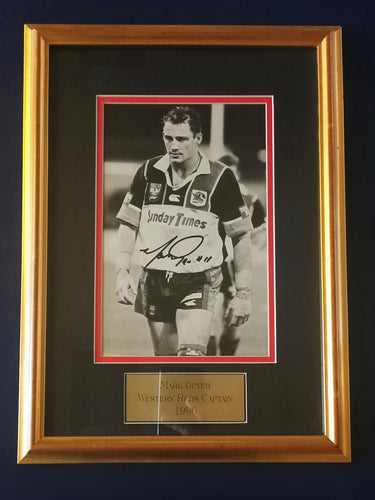 Sunday Times
MARK GEYER
WESTERN REDS CAPTAIN
1996